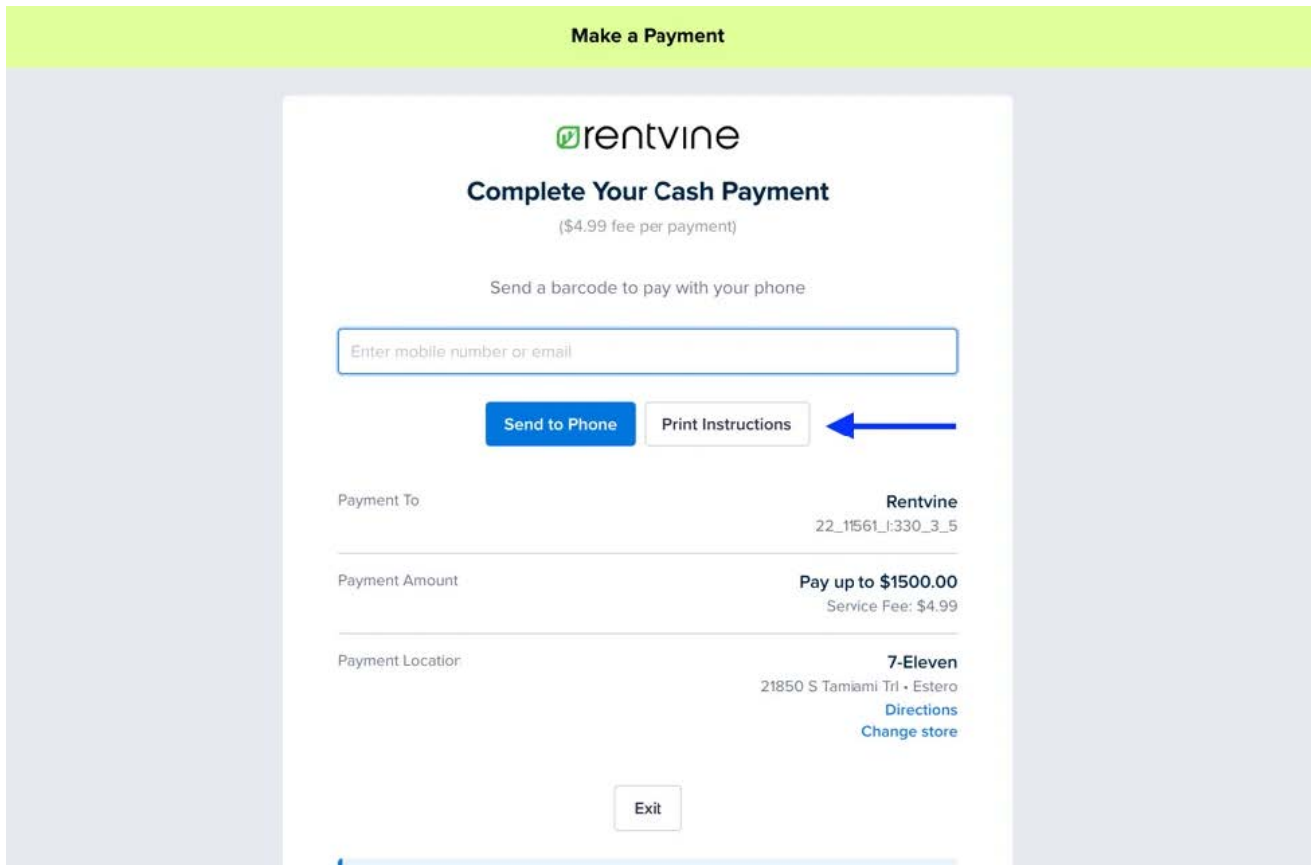 Make a Payment
rentvine
Complete Your Cash Payment
($4.99 fee per payment)
Send a barcode to pay with your phone
Enter mobile number or email
Send to Phone Print Instructions
Payment To Rentvine
22_11561_l:330_3_5
Payment Amount Pay up to $1500.00
Service Fee: $4.99
Payment Location 7-Eleven
21850 S Tamiami Trl • Estero
Directions
Change store
Exit